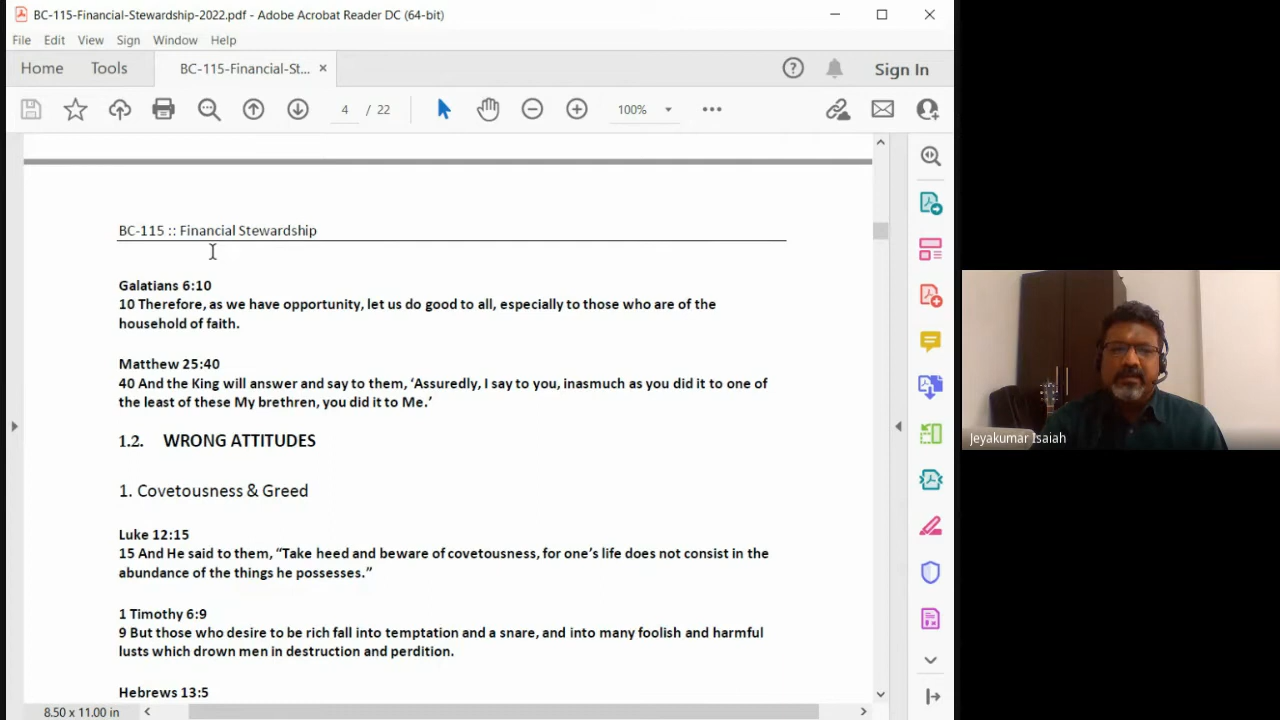 BC-115-Financial-Stewardship-2022.pdf - Adobe Acrobat Reader DC (64-bit)
File Edit View Sign Window Help
Home Tools BC-115-Financial-St... × Sign In
4 / 22 100%
BC-115 :: Financial Stewardship
Galatians 6:10
10 Therefore, as we have opportunity, let us do good to all, especially to those who are of the
household of faith.
Matthew 25:40
40 And the King will answer and say to them, ‘Assuredly, I say to you, inasmuch as you did it to one of
the least of these My brethren, you did it to Me.’
1.2. WRONG ATTITUDES
1. Covetousness & Greed
Luke 12:15
15 And He said to them, “Take heed and beware of covetousness, for one’s life does not consist in the
abundance of the things he possesses.”
1 Timothy 6:9
9 But those who desire to be rich fall into temptation and a snare, and into many foolish and harmful
lusts which drown men in destruction and perdition.
Hebrews 13:5
8.50 x 11.00 in
Jeyakumar Isaiah